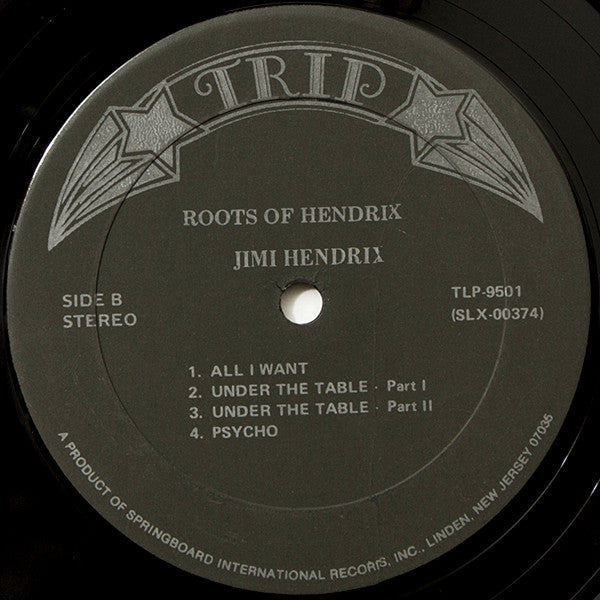 TRIP
ROOTS OF HENDRIX
JIMI HENDRIX
SIDE B
STEREO
TLP-9501
(SLX-00374)
1. ALL I WANT
2. UNDER THE TABLE · Part I
3. UNDER THE TABLE · Part II
4. PSYCHO
A PRODUCT OF SPRINGBOARD INTERNATIONAL RECORDS, INC., LINDEN, NEW JERSEY 07036